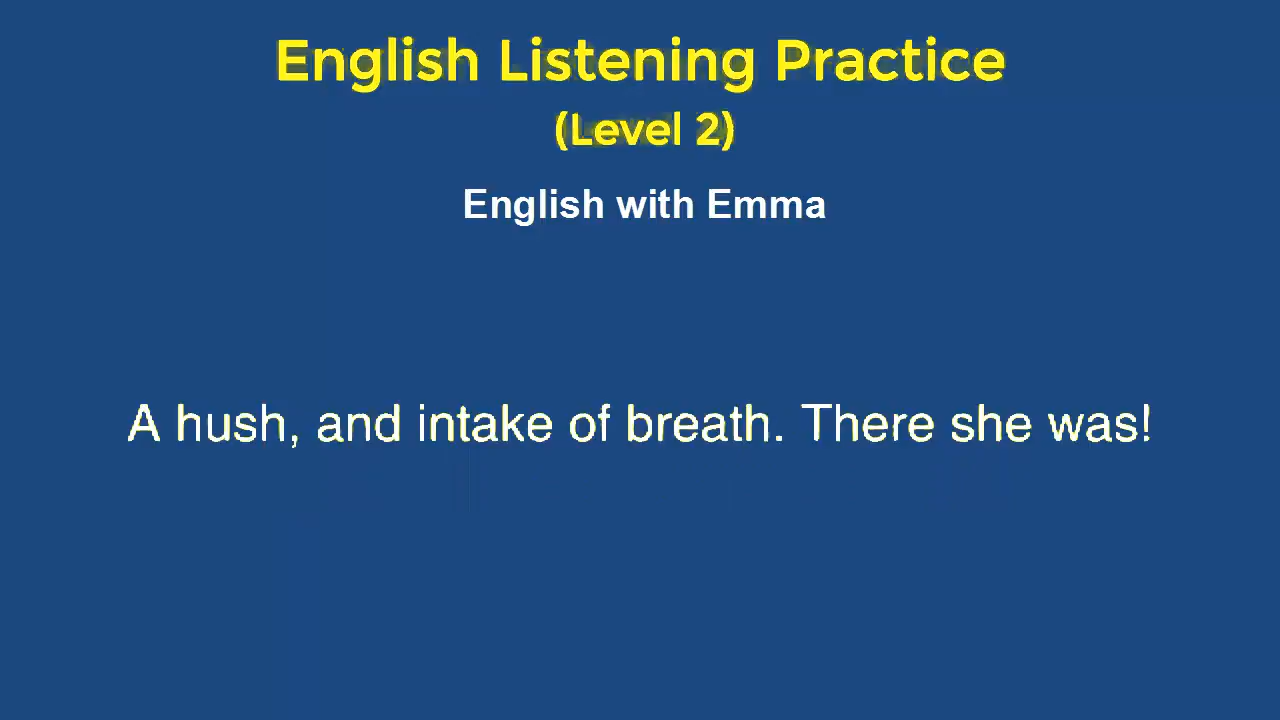 English Listening Practice
(Level 2)
English with Emma
A hush, and intake of breath. There she was!